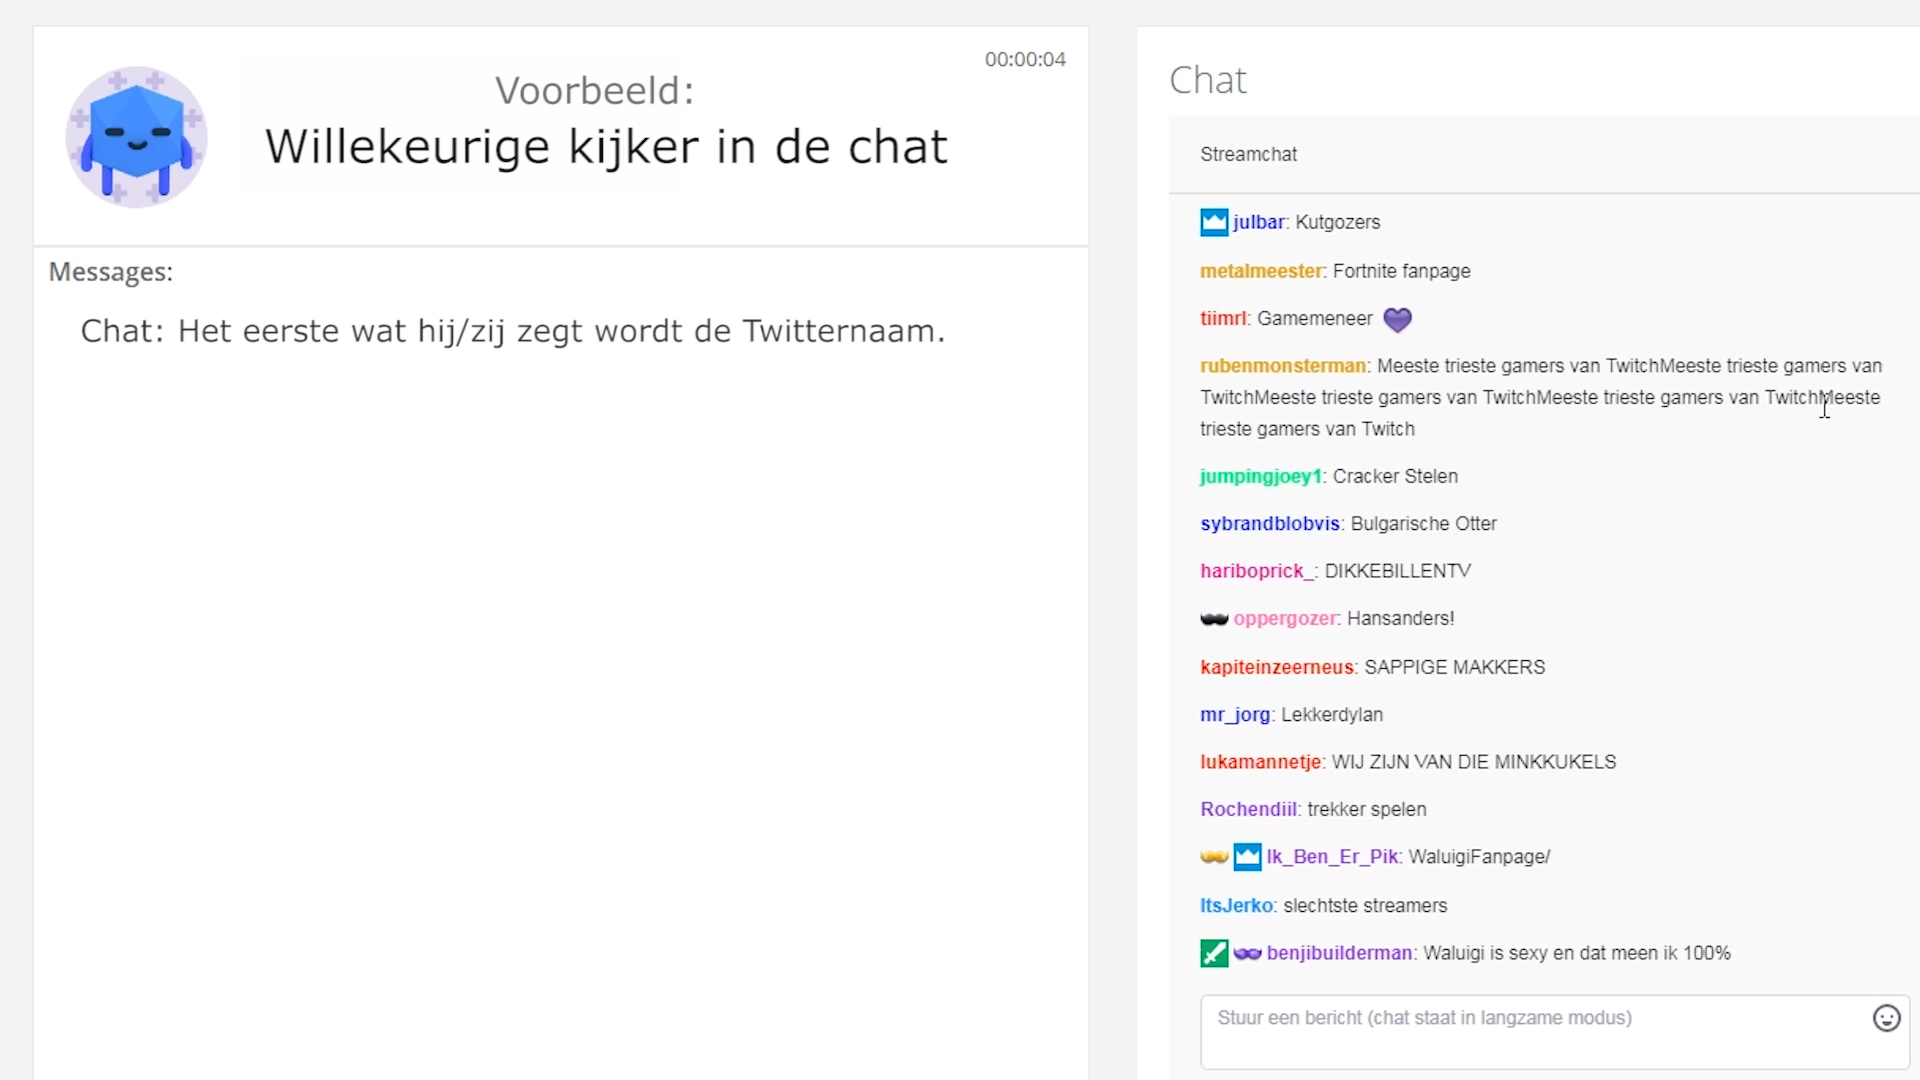 00:00:04
Voorbeeld:
Willekeurige kijker in de chat
Messages:
Chat: Het eerste wat hij/zij zegt wordt de Twitternaam.
Chat
Streamchat
julbar: Kutgozers
metalmeester: Fortnite fanpage
tiimrl: Gamemeneer
rubenmonsterman: Meeste trieste gamers van TwitchMeeste trieste gamers van
TwitchMeeste trieste gamers van TwitchMeeste trieste gamers van TwitchMeeste
trieste gamers van Twitch
jumpingjoey1: Cracker Stelen
sybrandblobvis: Bulgarische Otter
hariboprick_: DIKKEBILLENTV
oppergozer: Hansanders!
kapiteinzeerneus: SAPPIGE MAKKERS
mr_jorg: Lekkerdylan
lukamannetje: WIJ ZIJN VAN DIE MINKKUKELS
Rochendiil: trekker spelen
Ik_Ben_Er_Pik: WaluigiFanpage/
ItsJerko: slechtste streamers
benjibuilderman: Waluigi is sexy en dat meen ik 100%
Stuur een bericht (chat staat in langzame modus)